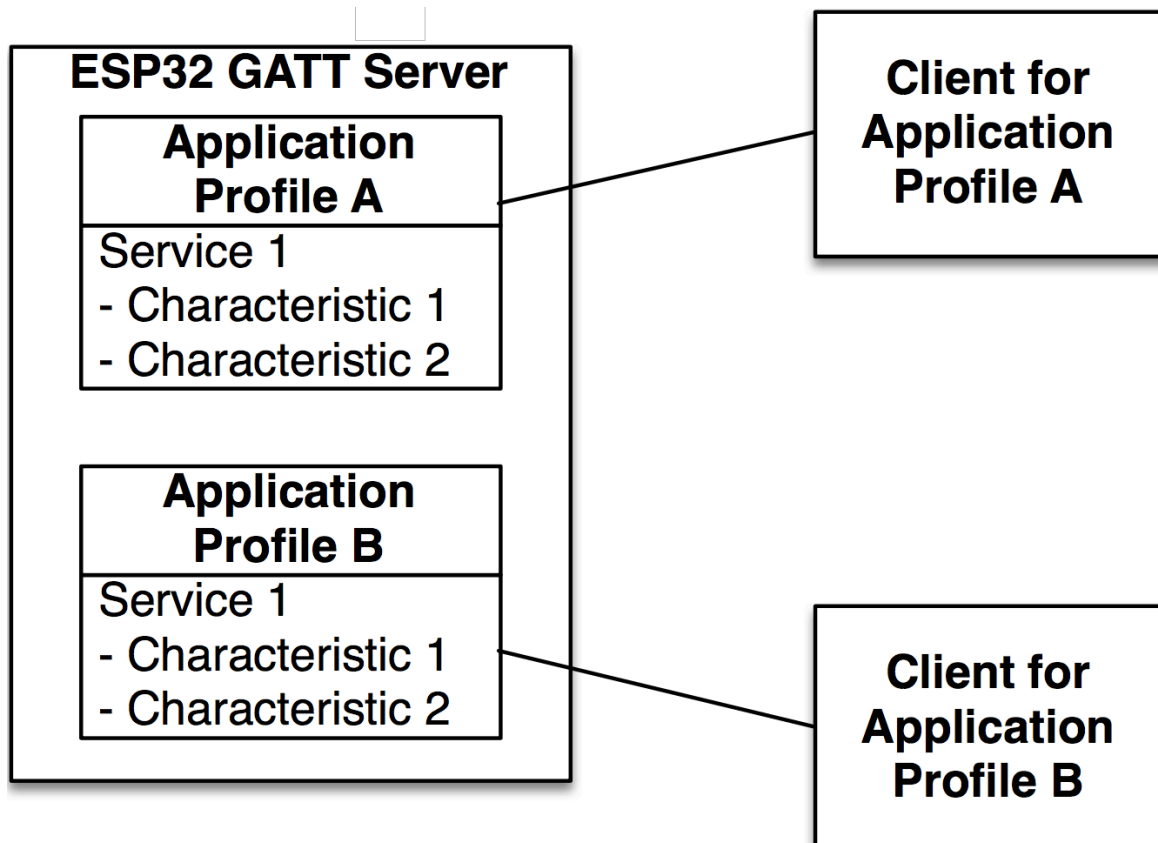 ESP32 GATT Server
Application
Profile A
Service 1
- Characteristic 1
- Characteristic 2
Application
Profile B
Service 1
- Characteristic 1
- Characteristic 2
Client for
Application
Profile A
Client for
Application
Profile B